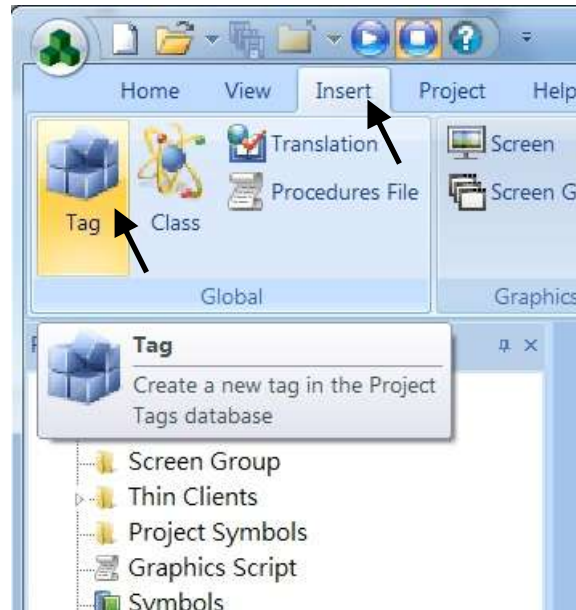 Home View Insert Project Help
Translation
Screen
Procedures File
Tag Class
Global
Graphics
Tag
Create a new tag in the Project
Tags database
Screen Group
Thin Clients
Project Symbols
Graphics Script
Symbols